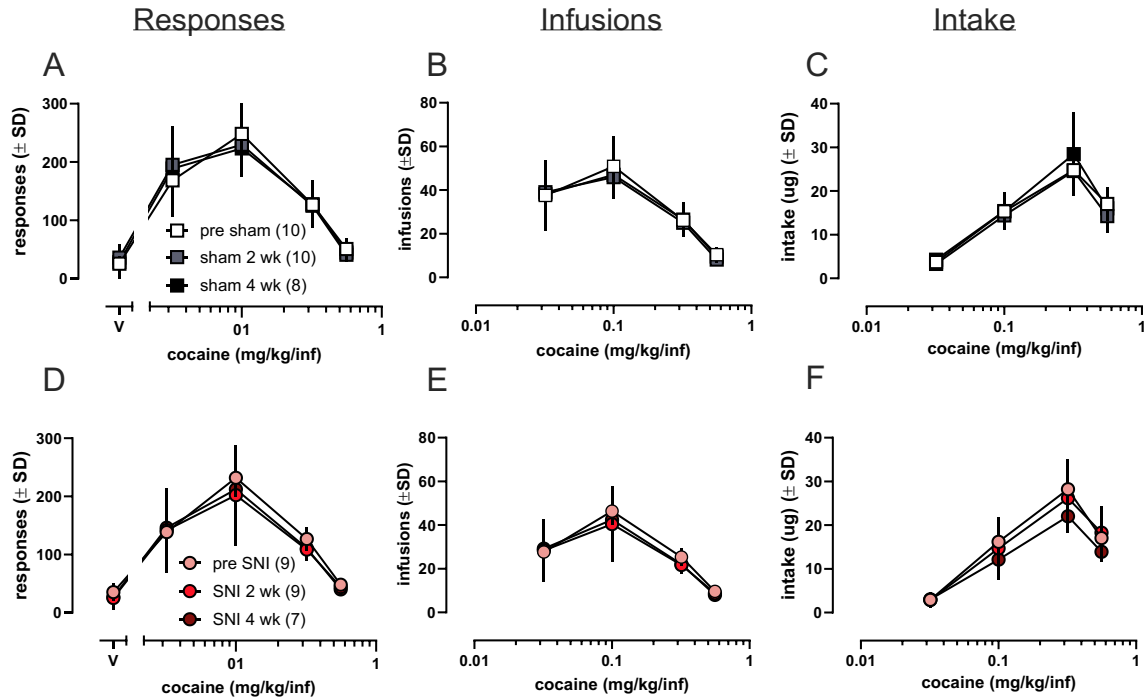 Responses
Infusions
Intake
A
B
C
responses (± SD)
300
200
100
0
pre sham (10)
sham 2 wk (10)
sham 4 wk (8)
V
01
1
cocaine (mg/kg/inf)
infusions (±SD)
80
60
40
20
0
0.01
0.1
1
cocaine (mg/kg/inf)
intake (ug) (± SD)
40
30
20
10
0
0.01
0.1
1
cocaine (mg/kg/inf)
D
E
F
responses (± SD)
300
200
100
0
pre SNI (9)
SNI 2 wk (9)
SNI 4 wk (7)
V
01
1
cocaine (mg/kg/inf)
infusions (±SD)
80
60
40
20
0
0.01
0.1
1
cocaine (mg/kg/inf)
intake (ug) (± SD)
40
30
20
10
0
0.01
0.1
1
cocaine (mg/kg/inf)